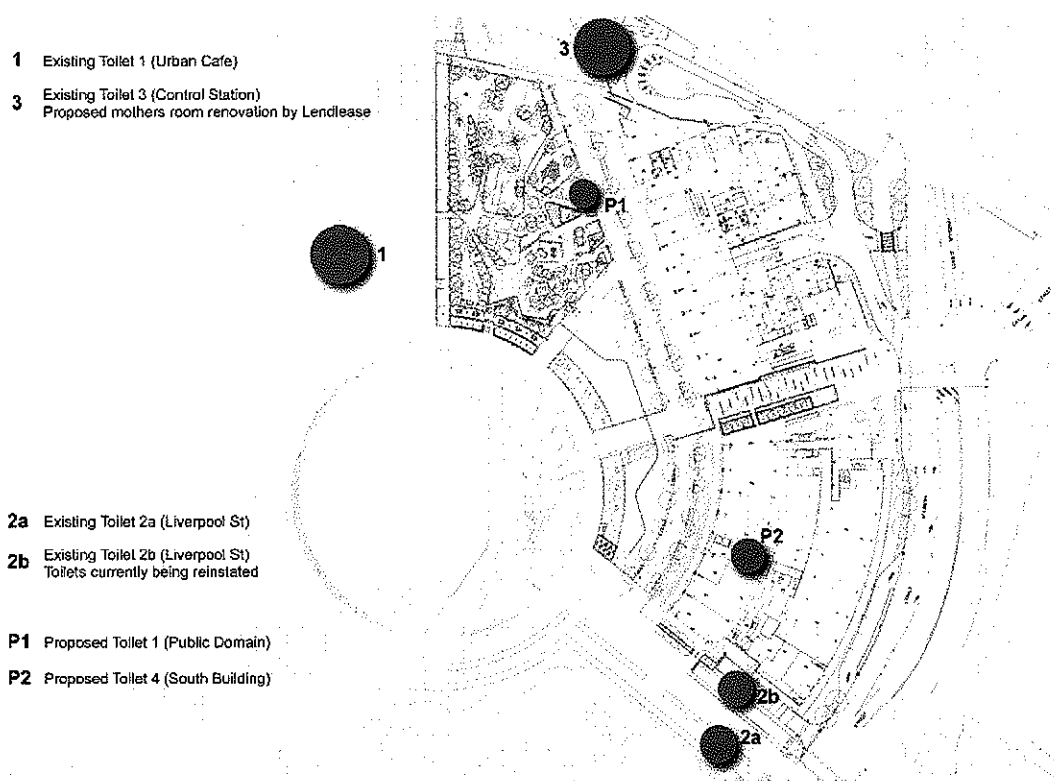 1 Existing Toilet 1 (Urban Cafe)
3 Existing Toilet 3 (Control Station)
Proposed mothers room renovation by Lendlease
3
P1
1
2a Existing Toilet 2a (Liverpool St)
2b Existing Toilet 2b (Liverpool St)
Toilets currently being reinstated
P2
P1 Proposed Toilet 1 (Public Domain)
P2 Proposed Toilet 4 (South Building)
2b
2a